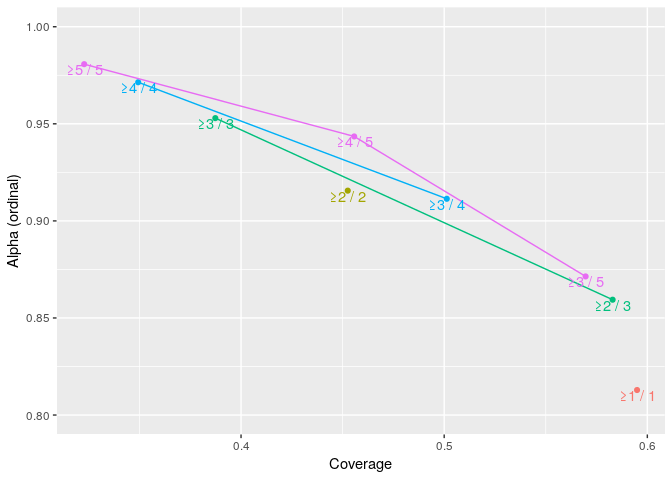 1.00
0.95
0.90
0.85
0.80
Alpha (ordinal)
≥5 / 5
≥4 / 4
≥3 / 3
≥4 / 5
≥2 / 2
≥3 / 4
≥3 / 5
≥2 / 3
≥1 / 1
0.4
0.5
0.6
Coverage